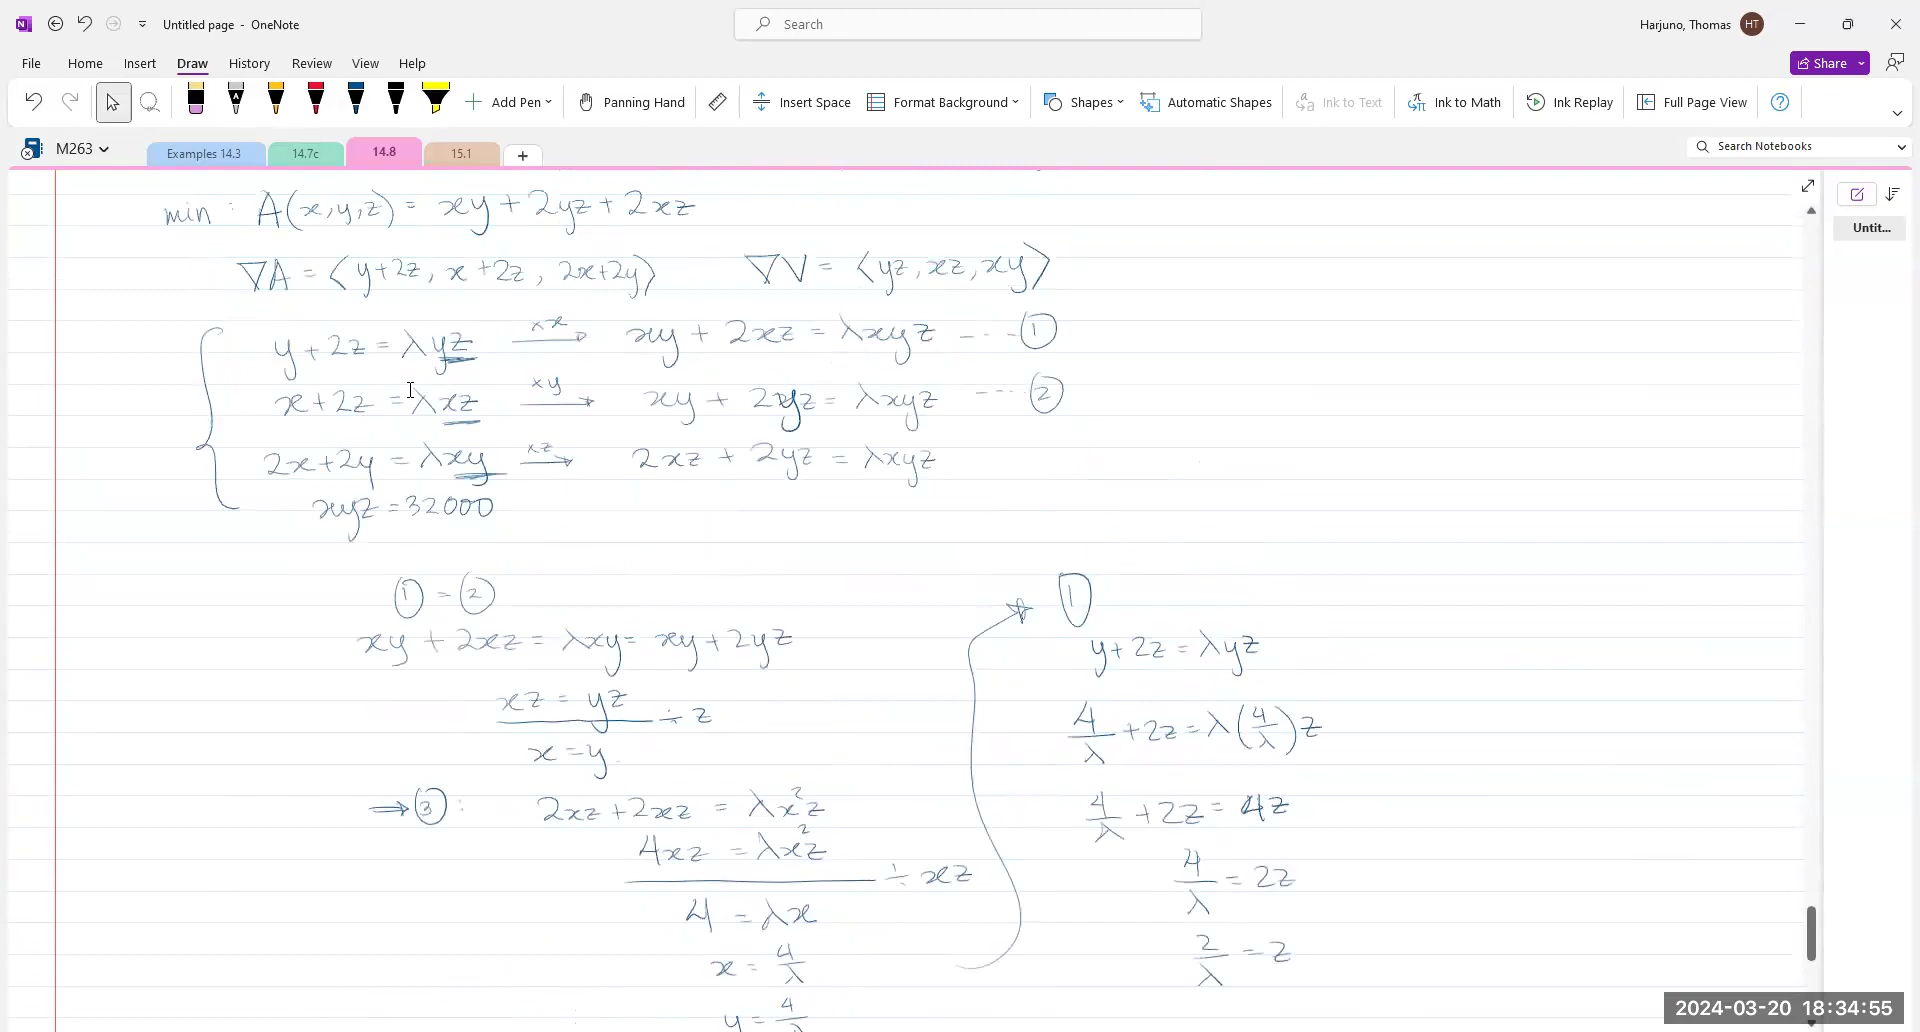 Untitled page - OneNote
Search
Harjuno, Thomas HT
File Home Insert Draw History Review View Help
Share
Add Pen Panning Hand Insert Space Format Background Shapes Automatic Shapes Ink to Text Ink to Math Ink Replay Full Page View
M263 Examples 14.3 14.7c 14.8 15.1 +
Search Notebooks
Untit...
min : A(x,y,z) = xy + 2yz + 2xz
∇A = ⟨y+2z, x+2z, 2x+2y⟩ ∇V = ⟨yz, xz, xy⟩
y + 2z = λyz ×x→ xy + 2xz = λxyz --- ①
x + 2z = λxz ×y→ xy + 2yz = λxyz --- ②
2x+2y = λxy ×z→ 2xz + 2yz = λxyz
xyz = 32000
① = ②
xy + 2xz = λxy = xy + 2yz
xz = yz ÷ z
x = y
⇒ ③ : 2xz + 2xz = λx²z
4xz = λx²z ÷ xz
4 = λx
x = 4/λ
y = 4/λ
①
y + 2z = λyz
4/λ + 2z = λ(4/λ)z
4/λ + 2z = 4z
4/λ = 2z
2/λ = z
2024-03-20 18:34:55